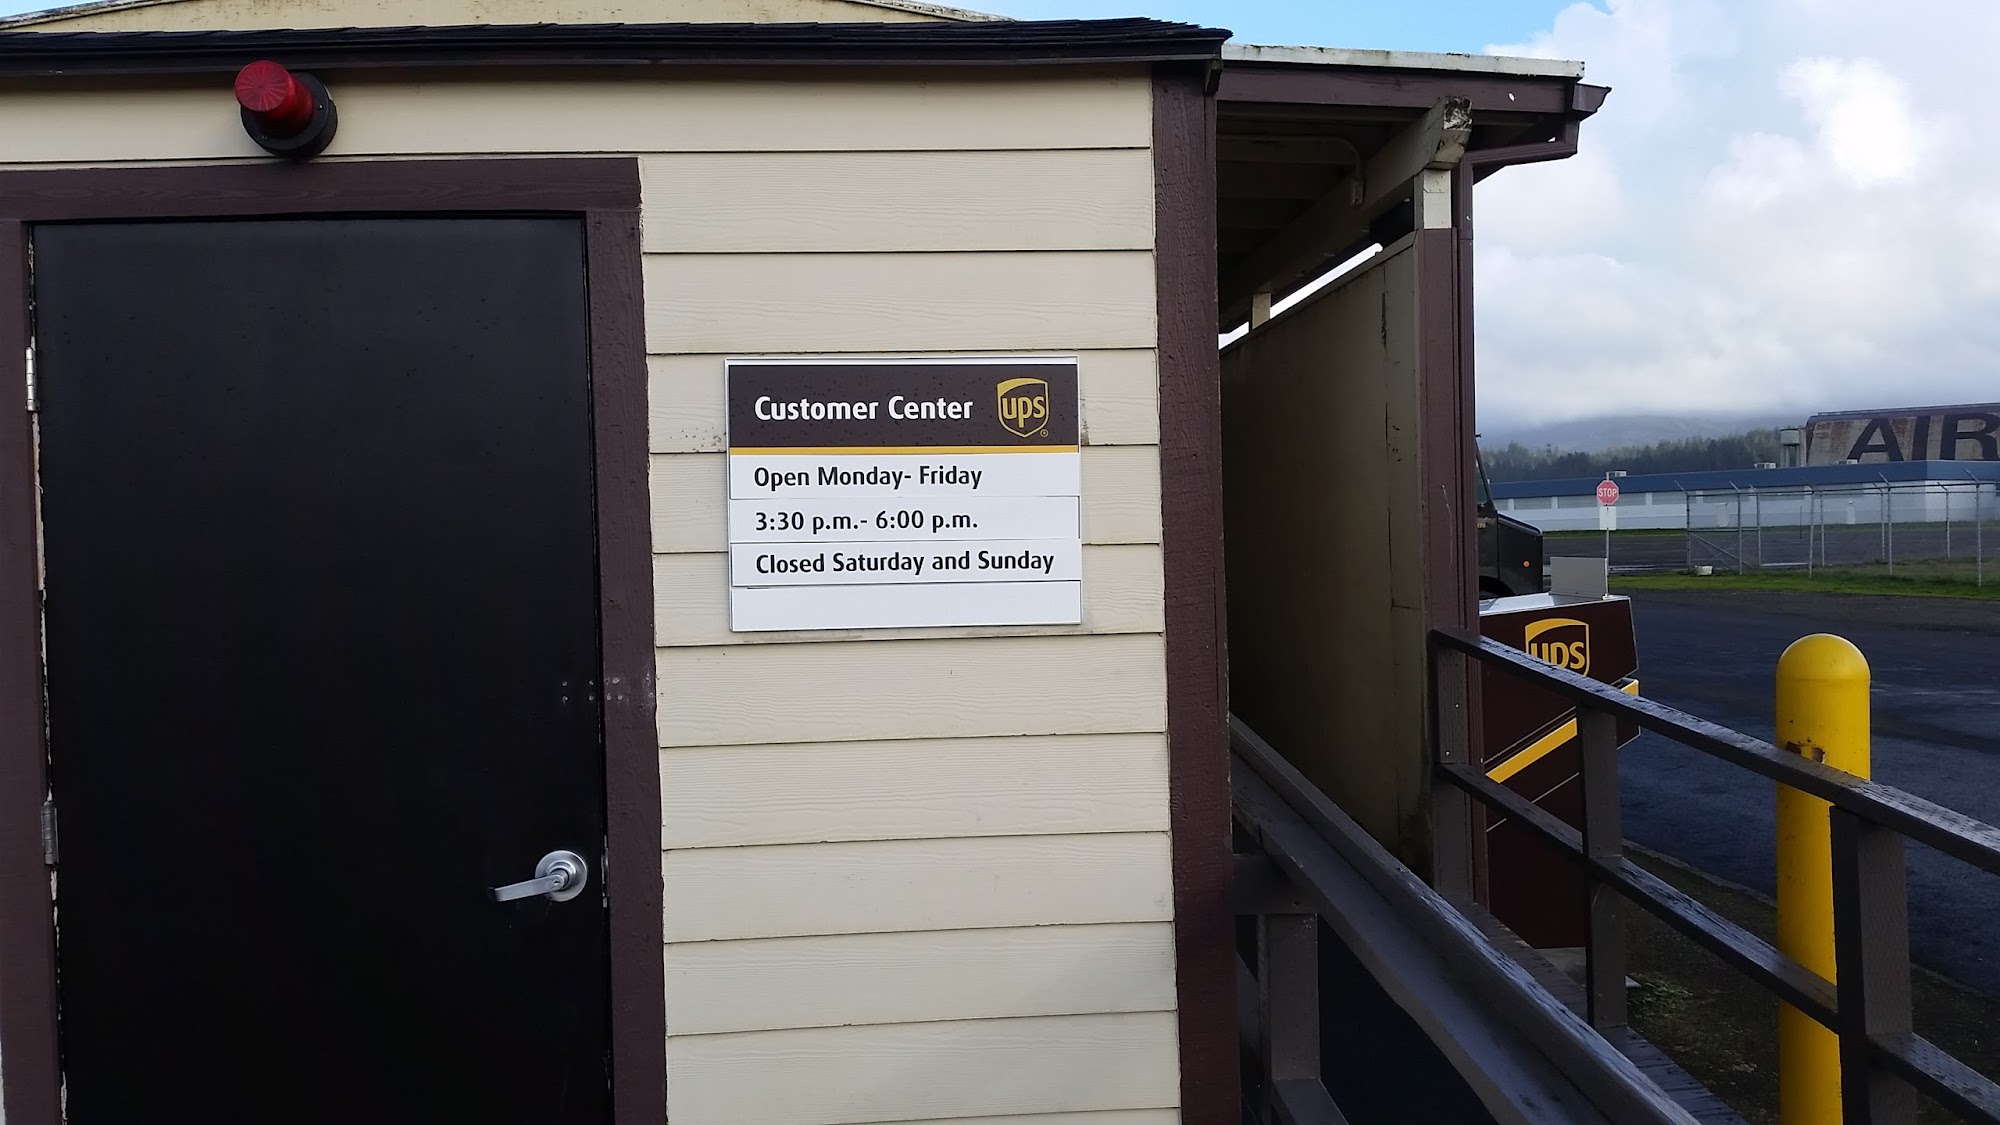 Customer Center ups
Open Monday- Friday
3:30 p.m.- 6:00 p.m.
Closed Saturday and Sunday
AIR
STOP
ups